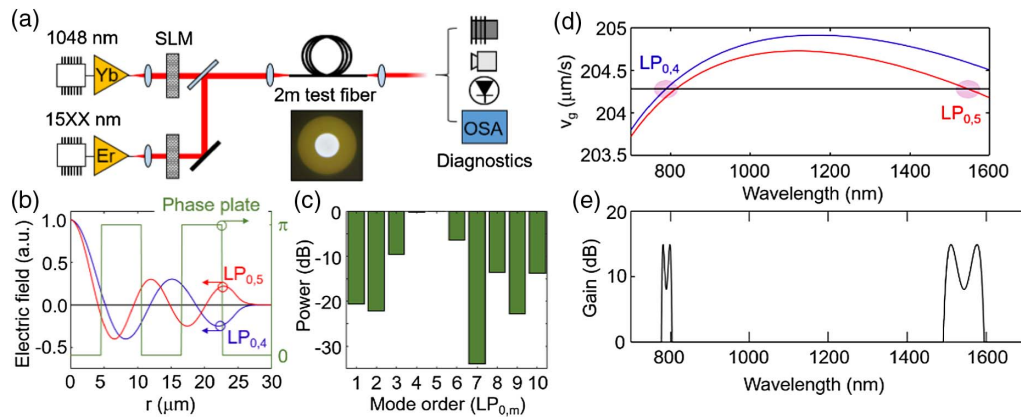 (a)
1048 nm
SLM
Yb
15XX nm
2m test fiber
Er
OSA
Diagnostics
(b)
Phase plate
Electric field (a.u.)
1.0
0.5
0.0
-0.5
π
0
LP0,5
LP0,4
0 5 10 15 20 25 30
r (μm)
(c)
Power (dB)
0
-10
-20
-30
1 2 3 4 5 6 7 8 9 10
Mode order (LP0,m)
(d)
vg (μm/s)
205
204.5
204
203.5
LP0,4
LP0,5
800 1000 1200 1400 1600
Wavelength (nm)
(e)
Gain (dB)
20
10
0
800 1000 1200 1400 1600
Wavelength (nm)